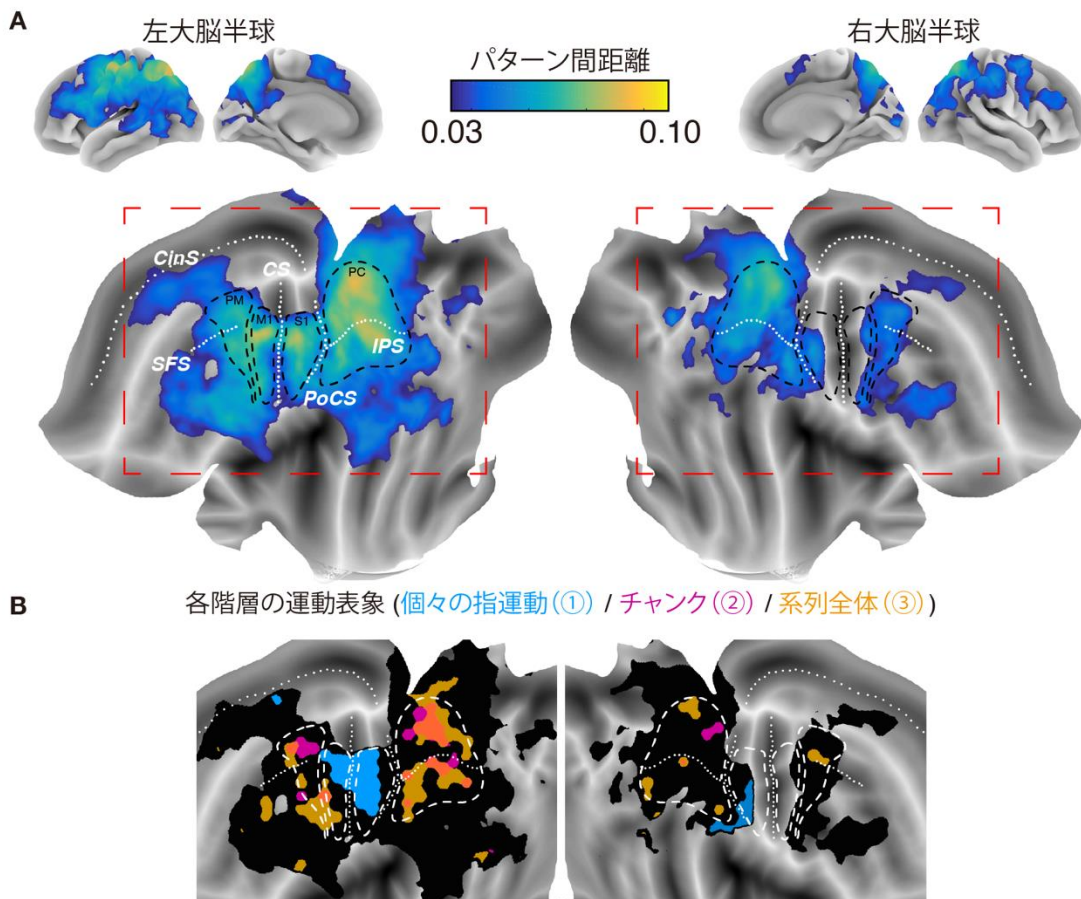 A
左大脳半球
右大脳半球
パターン間距離
0.03
0.10
CinS
CS
PC
PM
M1
S1
SFS
IPS
PoCS
B
各階層の運動表象 (個々の指運動(①) / チャンク(②) / 系列全体(③))